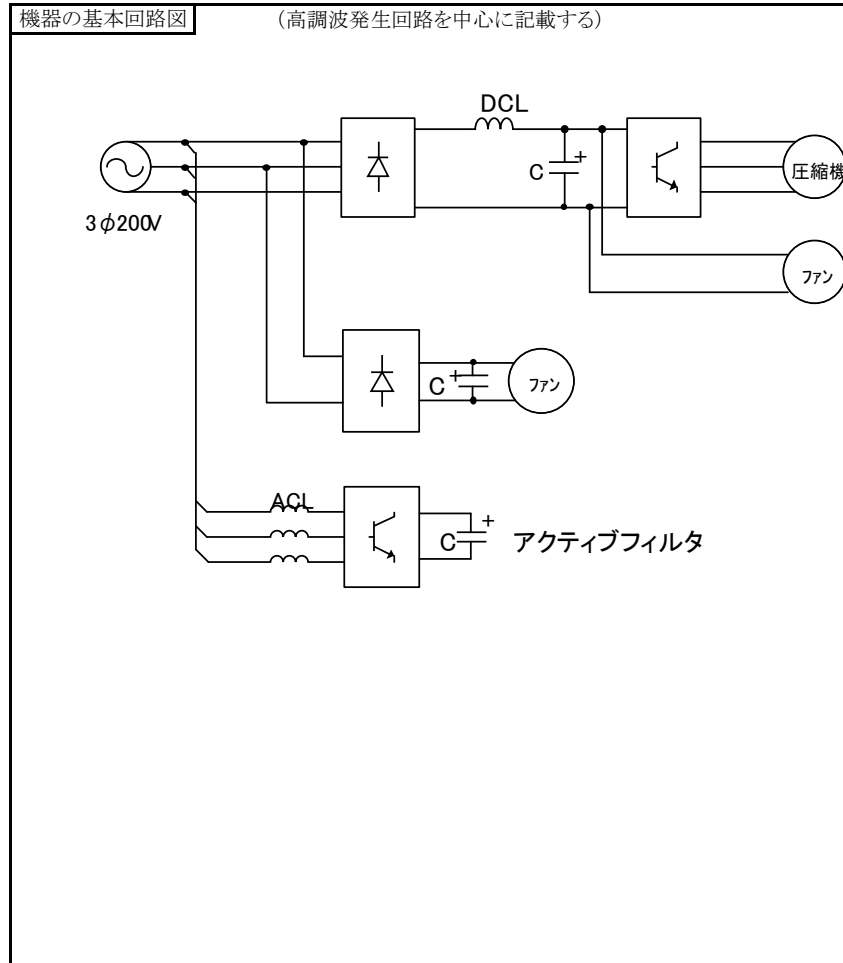 機器の基本回路図
(高調波発生回路を中心に記載する)
DCL
C +
圧縮機
3φ200V
ファン
C +
ファン
ACL
C +
アクティブフィルタ